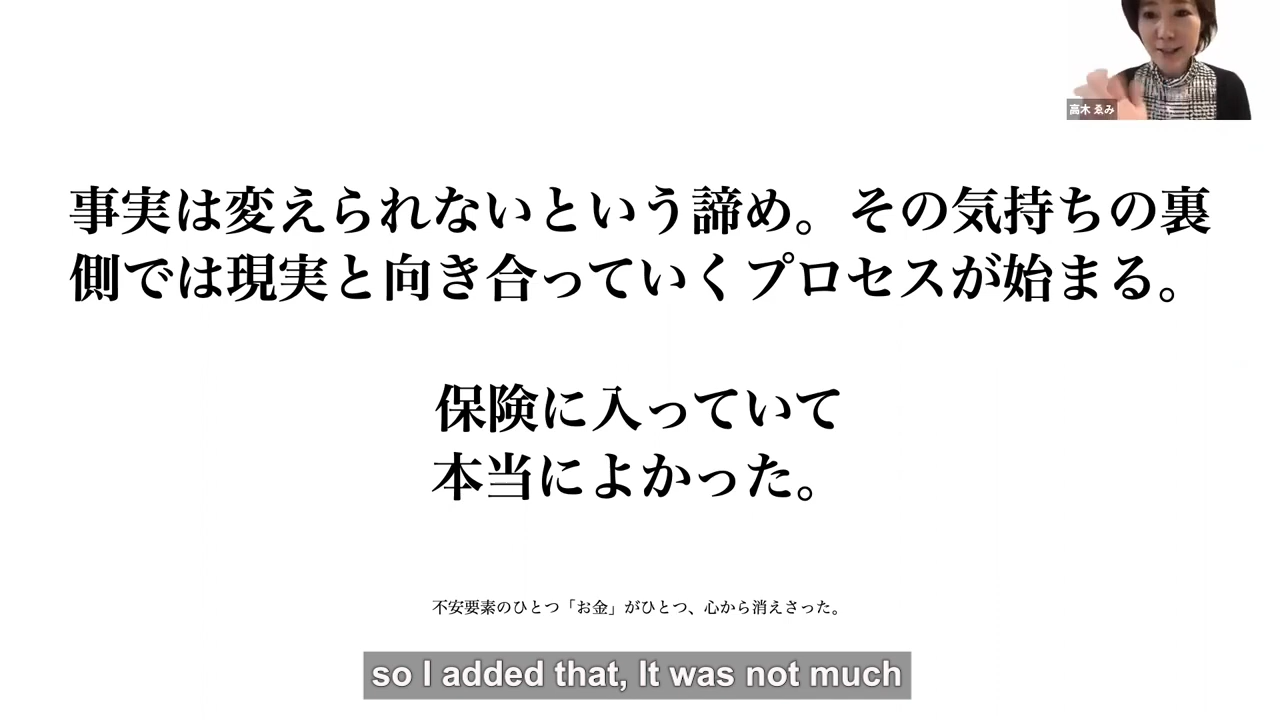 高木 ゑみ
事実は変えられないという諦め。その気持ちの裏
側では現実と向き合っていくプロセスが始まる。
保険に入っていて
本当によかった。
不安要素のひとつ「お金」がひとつ、心から消えさった。
so I added that, It was not much